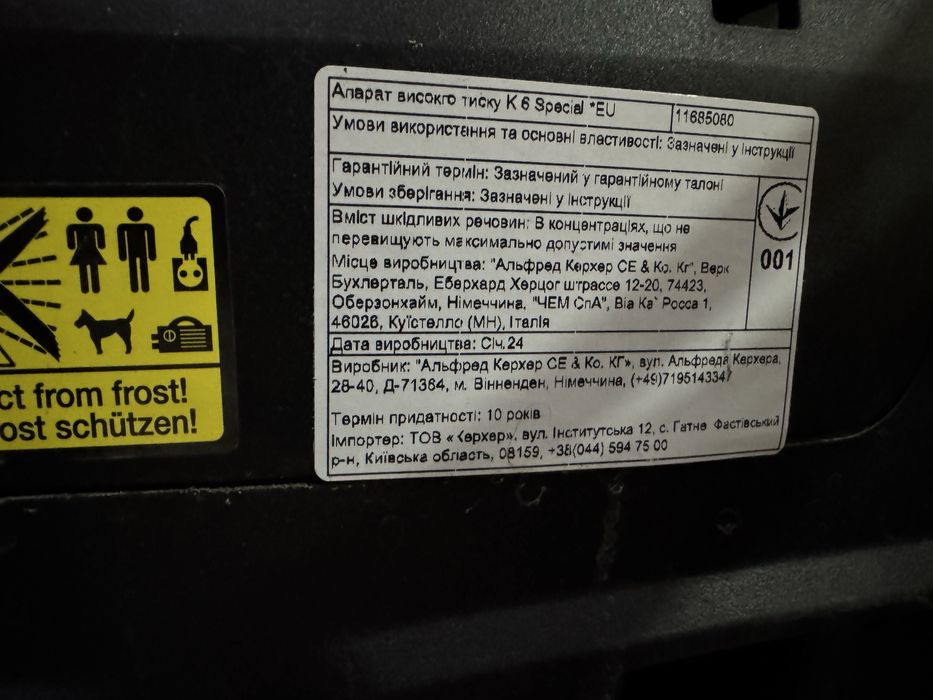 ct from frost!
ost schützen!
Апарат високго тиску K 6 Special *EU
11685080
Умови використання та основні властивості: Зазначені у Інструкції
Гарантійний термін: Зазначений у гарантійному талоні
Умови зберігання: Зазначені у Інструкції
Вміст шкідливих речовин: В концентраціях, що не
перевищують максимально допустимі значення
Місце виробництва: "Альфред Керхер СЕ & Ко. Кг", Верк
Бухлерталь, Еберхард Херцог штрассе 12-20, 74423,
Оберзонхайм, Німеччина. "ЧЕМ СпА", Віа Ка` Росса 1,
46026, Куїстелло (МН), Італія
001
Дата виробництва: Січ.24
Виробник: "Альфред Керхер СЕ & Ко. КГ», вул. Альфреда Керхера,
28-40, Д-71364, м. Вінненден, Німеччина, (+49)7195143347
Термін придатності: 10 років
Імпортер: ТОВ «Керхер», вул. Інститутська 12, с. Гатне Фастівський
р-н, Київська область, 08159, +38(044) 594 75 00